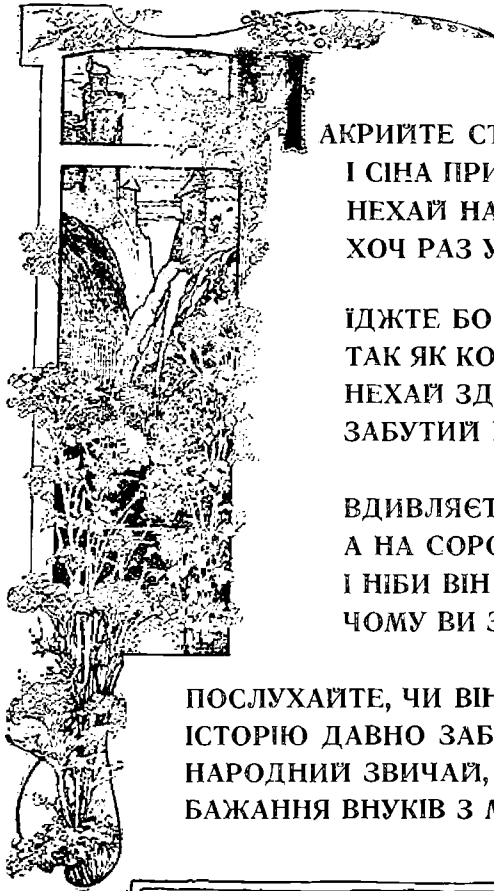 АКРИЙТЕ СТ
І СІНА ПРИ
НЕХАЙ НА
ХОЧ РАЗ У
ЇДЖТЕ БО
ТАК ЯК КО
НЕХАЙ ЗД
ЗАБУТИЙ
ВДИВЛЯЄТ
А НА СОРО
І НІБИ ВІН
ЧОМУ ВИ З
ПОСЛУХАЙТЕ, ЧИ ВІН
ІСТОРІЮ ДАВНО ЗАБ
НАРОДНИЙ ЗВИЧАЙ,
БАЖАННЯ ВНУКІВ З